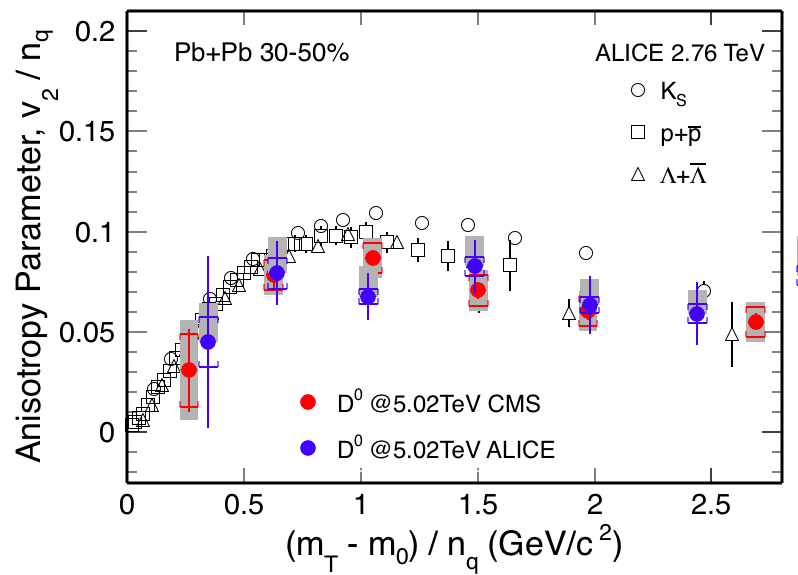 Pb+Pb 30-50%
ALICE 2.76 TeV
K_S
p+p̅
Λ+Λ̅
D^0 @5.02TeV CMS
D^0 @5.02TeV ALICE
Anisotropy Parameter, v_2 / n_q
0.2
0.15
0.1
0.05
0
0 0.5 1 1.5 2 2.5
(m_T - m_0) / n_q (GeV/c^2)